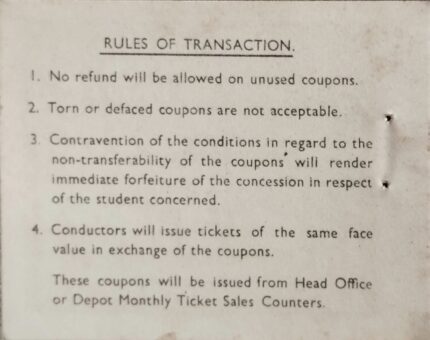 RULES OF TRANSACTION.
1. No refund will be allowed on unused coupons.
2. Torn or defaced coupons are not acceptable.
3. Contravention of the conditions in regard to the
non-transferability of the coupons will render
immediate forfeiture of the concession in respect
of the student concerned.
4. Conductors will issue tickets of the same face
value in exchange of the coupons.
These coupons will be issued from Head Office
or Depot Monthly Ticket Sales Counters.